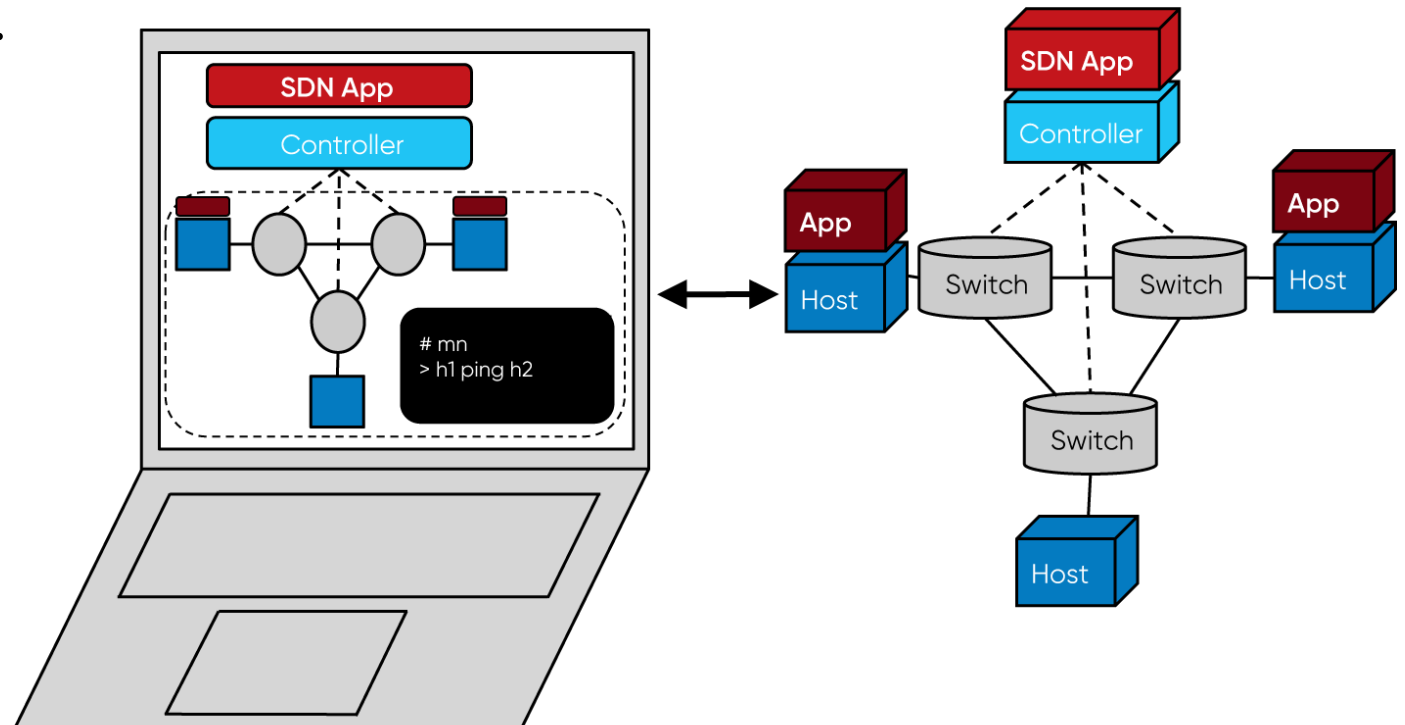 SDN App
Controller
# mn
> h1 ping h2
SDN App
Controller
App
Host
App
Host
Switch
Switch
Switch
Host